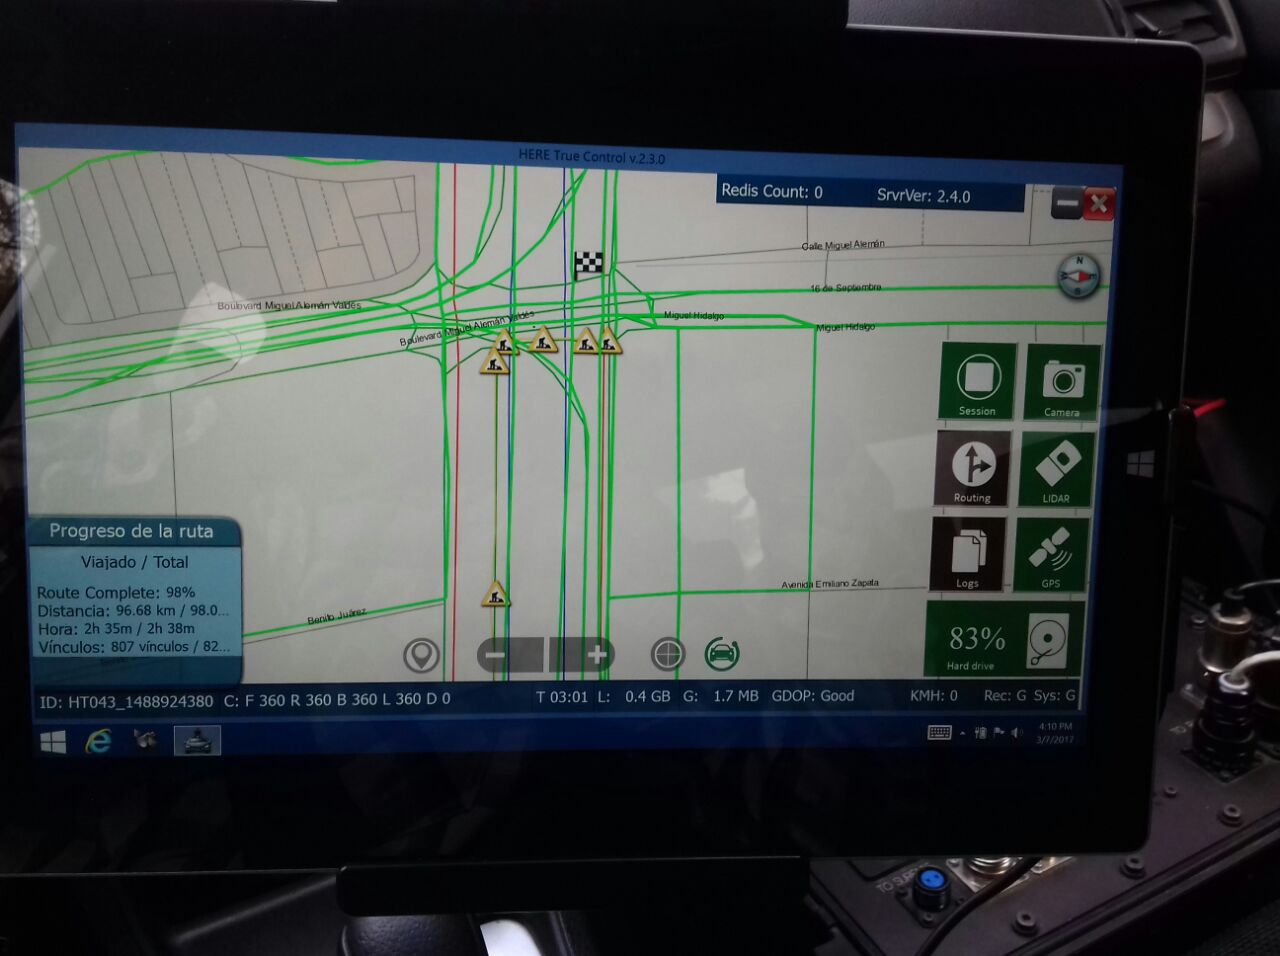 HERE True Control v.2.3.0
Redis Count: 0
SrvrVer: 2.4.0
N
Calle Miguel Alemán
16 de Septiembre
Boulevard Miguel Alemán Valdés
Boulevard Miguel Alemán Valdés
Miguel Hidalgo
Miguel Hidalgo
Session
Camera
Routing
LIDAR
Logs
GPS
83%
Hard drive
Progreso de la ruta
Viajado / Total
Route Complete: 98%
Distancia: 96.68 km / 98.0...
Hora: 2h 35m / 2h 38m
Vínculos: 807 vínculos / 82...
Benito Juárez
Avenida Emiliano Zapata
ID: HT043_1488924380 C: F 360 R 360 B 360 L 360 D 0 T 03:01 L: 0.4 GB G: 1.7 MB GDOP: Good KMH: 0 Rec: G Sys: G
4:10 PM
3/7/2017